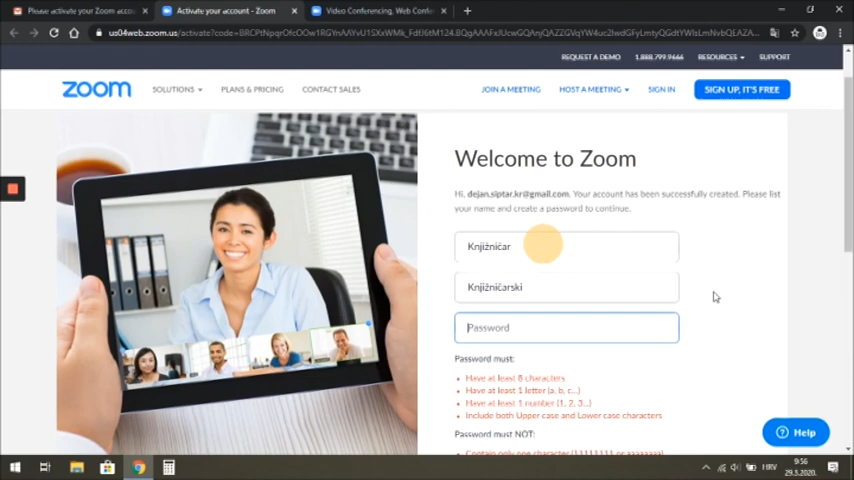 Please activate your Zoom accou
Activate your account - Zoom
Video Conferencing, Web Confe
us04web.zoom.us/activate?code=
REQUEST A DEMO 1.888.799.9666 RESOURCES SUPPORT
zoom SOLUTIONS PLANS & PRICING CONTACT SALES JOIN A MEETING HOST A MEETING SIGN IN SIGN UP, IT'S FREE
Welcome to Zoom
Hi, dejan.siptar.kr@gmail.com. Your account has been successfully created. Please list
your name and create a password to continue.
Knjižničar
Knjižničarski
Password
Password must:
Have at least 8 characters
Have at least 1 letter (a, b, c...)
Have at least 1 number (1, 2, 3...)
Include both Upper case and Lower case characters
Password must NOT:
Contain only one character (11111111 or aaaaaaaa)
Help
HRV
9:56
29.3.2020.